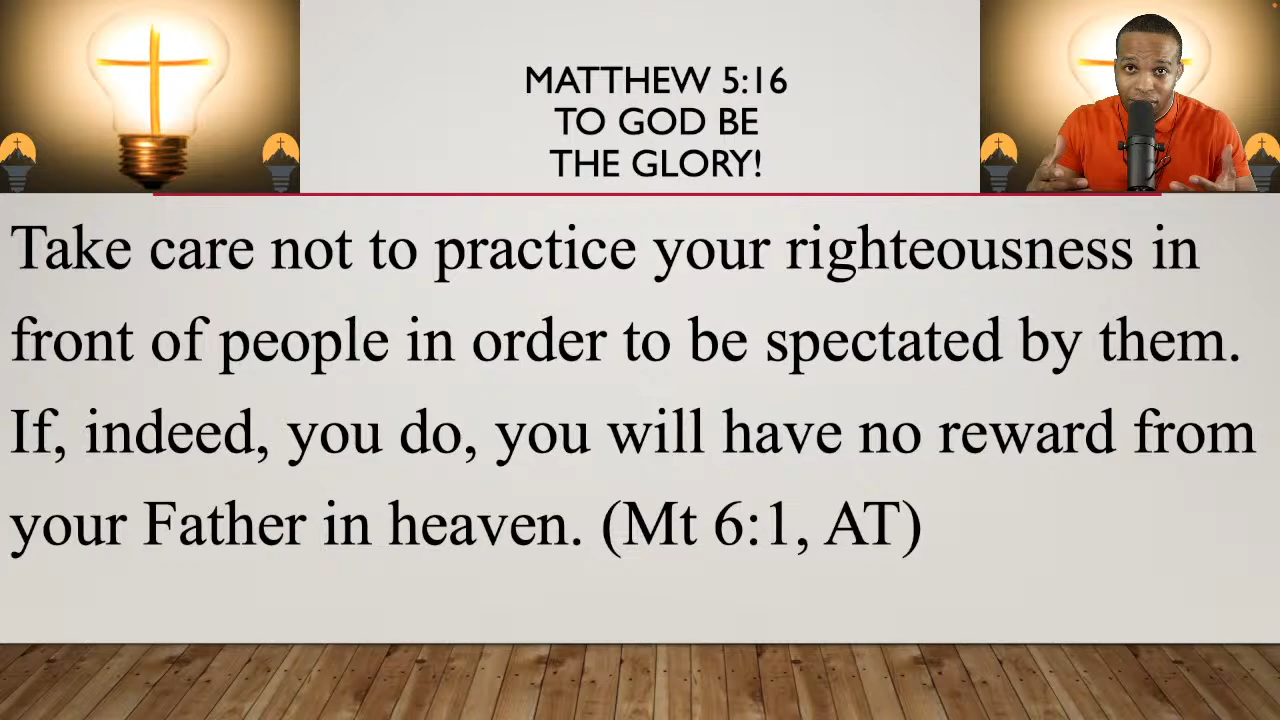 MATTHEW 5:16
TO GOD BE
THE GLORY!
Take care not to practice your righteousness in
front of people in order to be spectated by them.
If, indeed, you do, you will have no reward from
your Father in heaven. (Mt 6:1, AT)